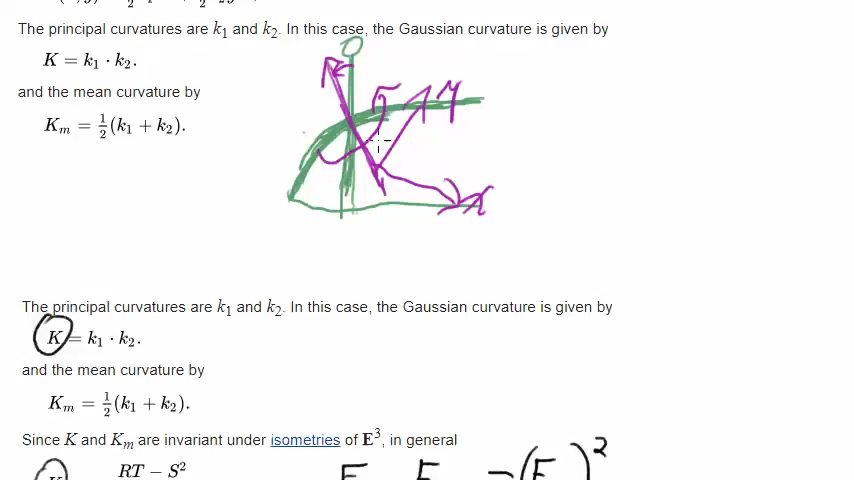 The principal curvatures are k₁ and k₂. In this case, the Gaussian curvature is given by
K = k₁ · k₂.
and the mean curvature by
Kₘ = ½(k₁ + k₂).
x
The principal curvatures are k₁ and k₂. In this case, the Gaussian curvature is given by
K = k₁ · k₂.
and the mean curvature by
Kₘ = ½(k₁ + k₂).
Since K and Kₘ are invariant under isometries of E³, in general
RT − S²